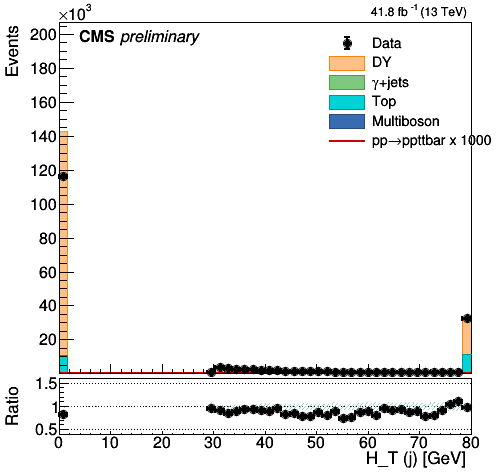 ×10³
41.8 fb⁻¹ (13 TeV)
Events
CMS preliminary
Data
DY
γ+jets
Top
Multiboson
pp→ppttbar x 1000
200
180
160
140
120
100
80
60
40
20
Ratio
1.5
1
0.5
0 10 20 30 40 50 60 70 80
H_T (j) [GeV]